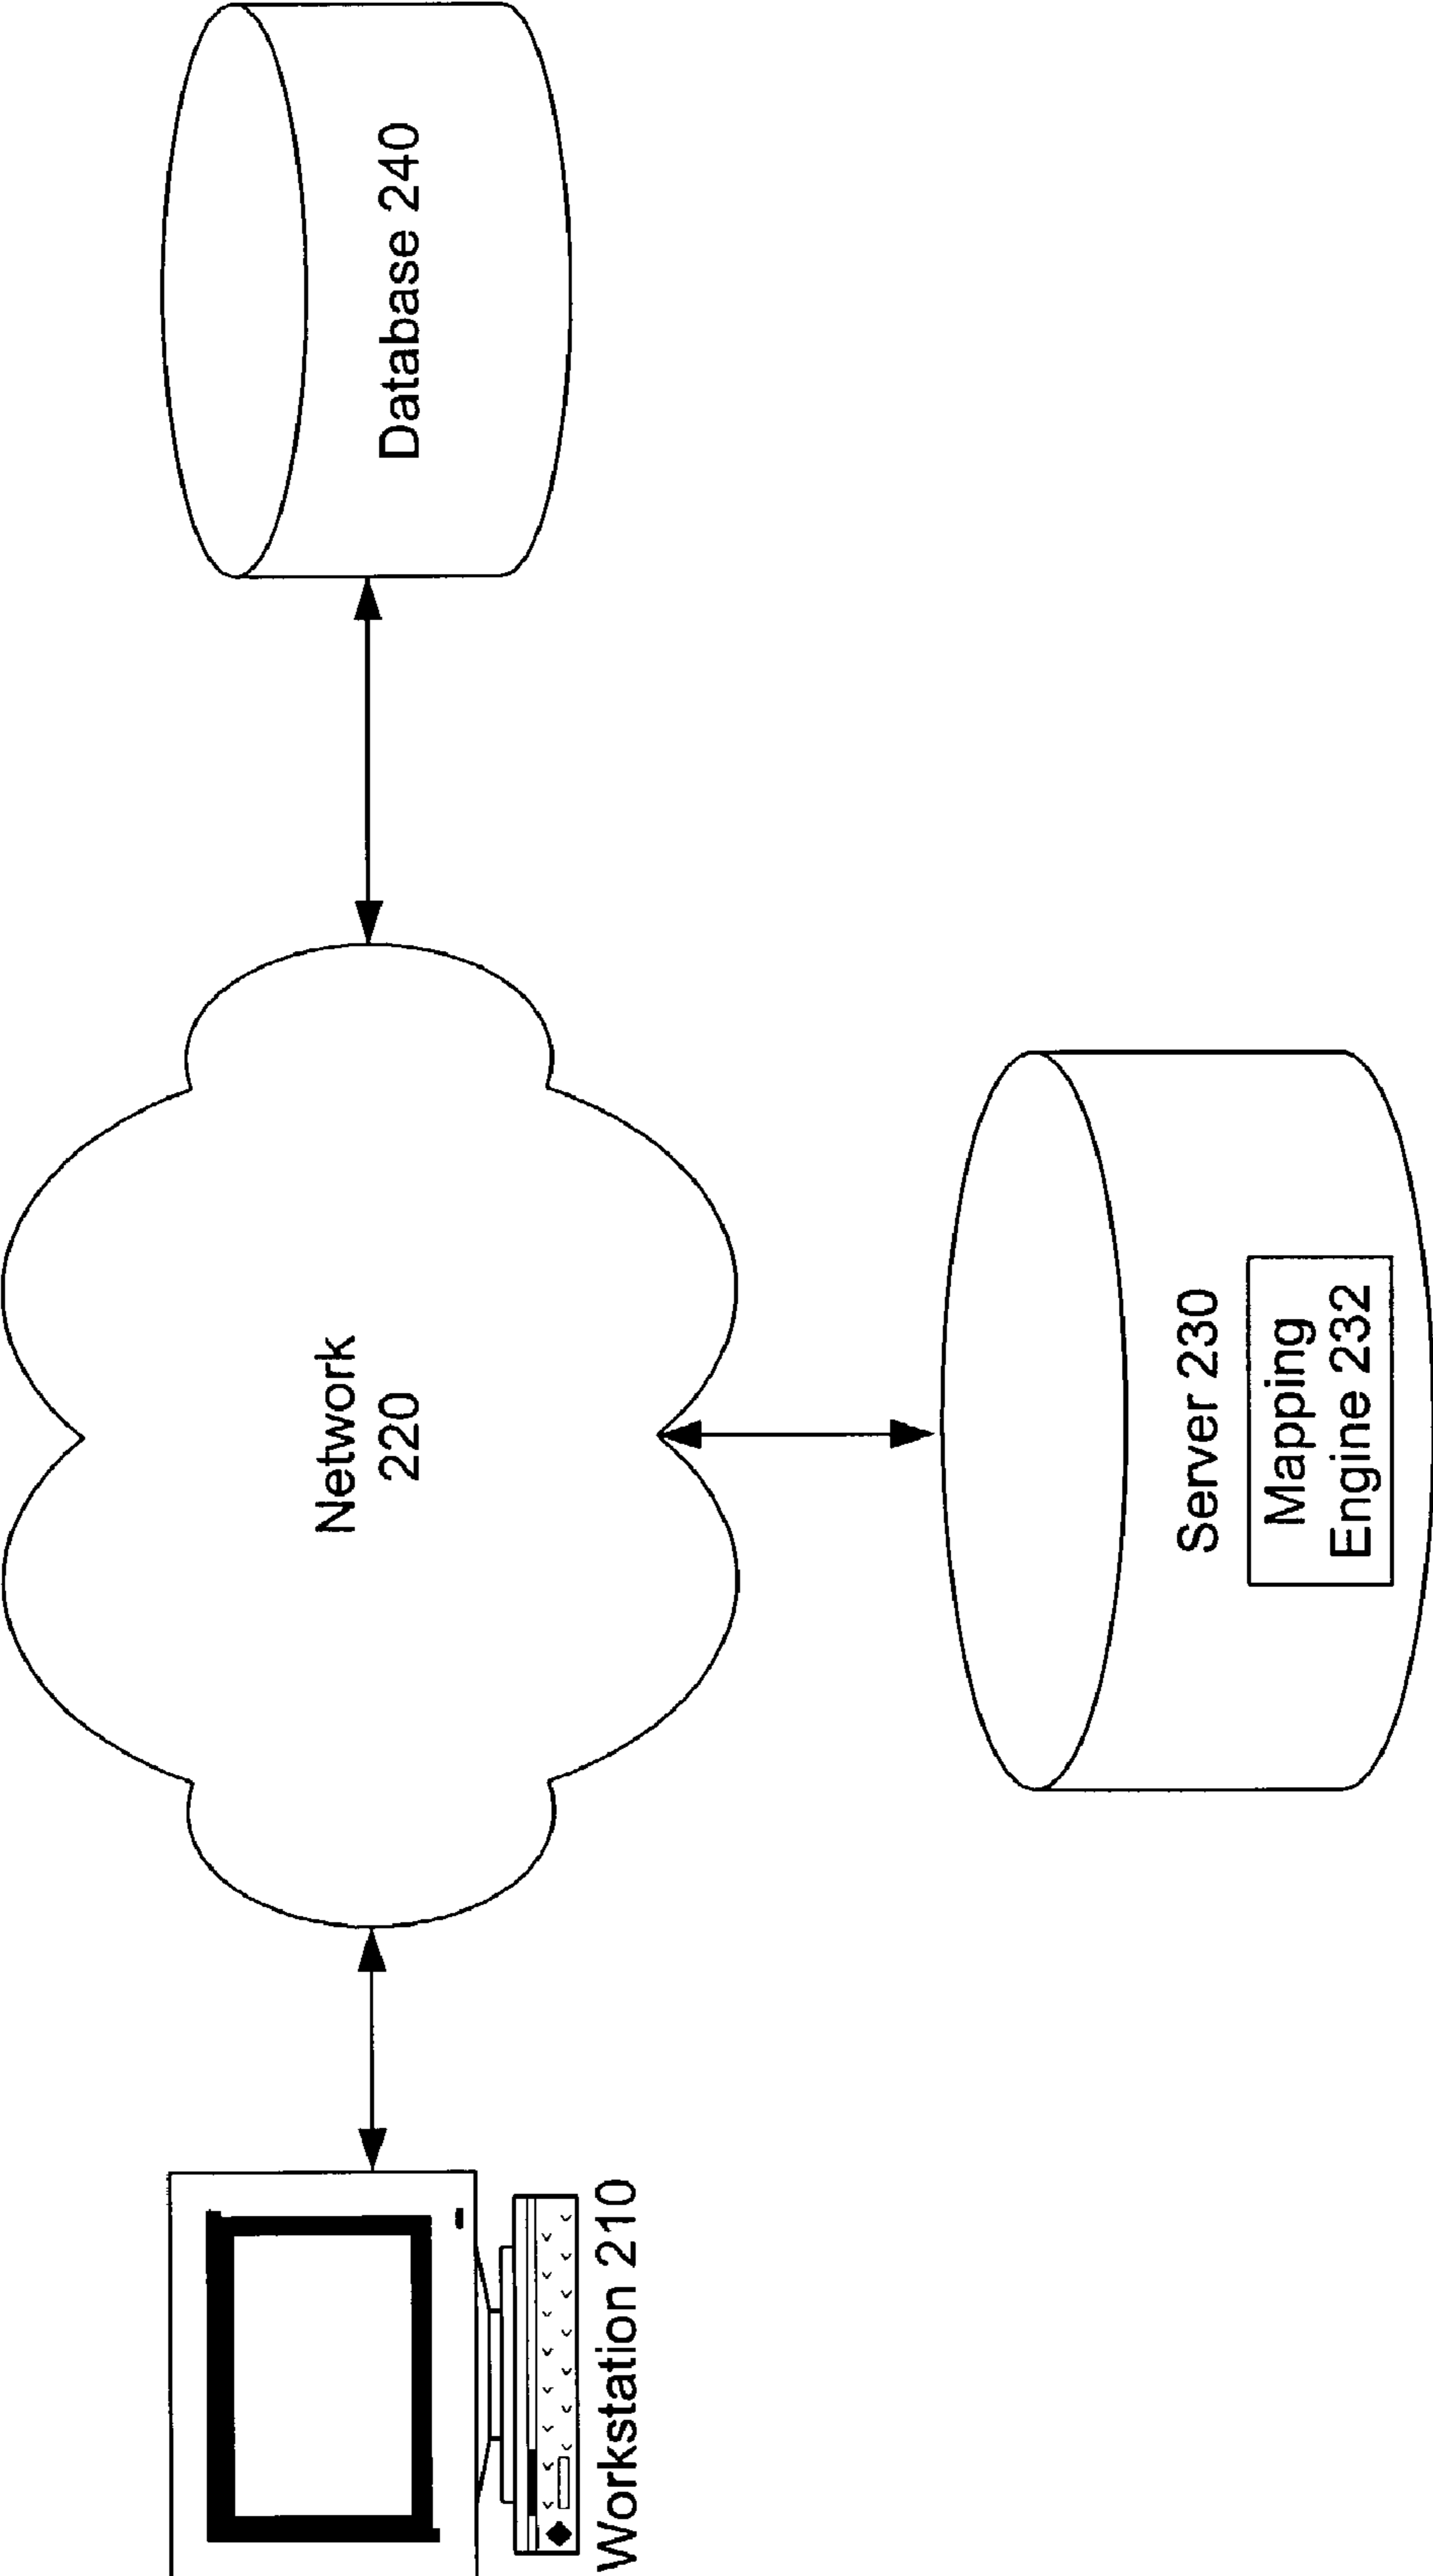 Workstation 210
Network
220
Database 240
Server 230
Mapping
Engine 232